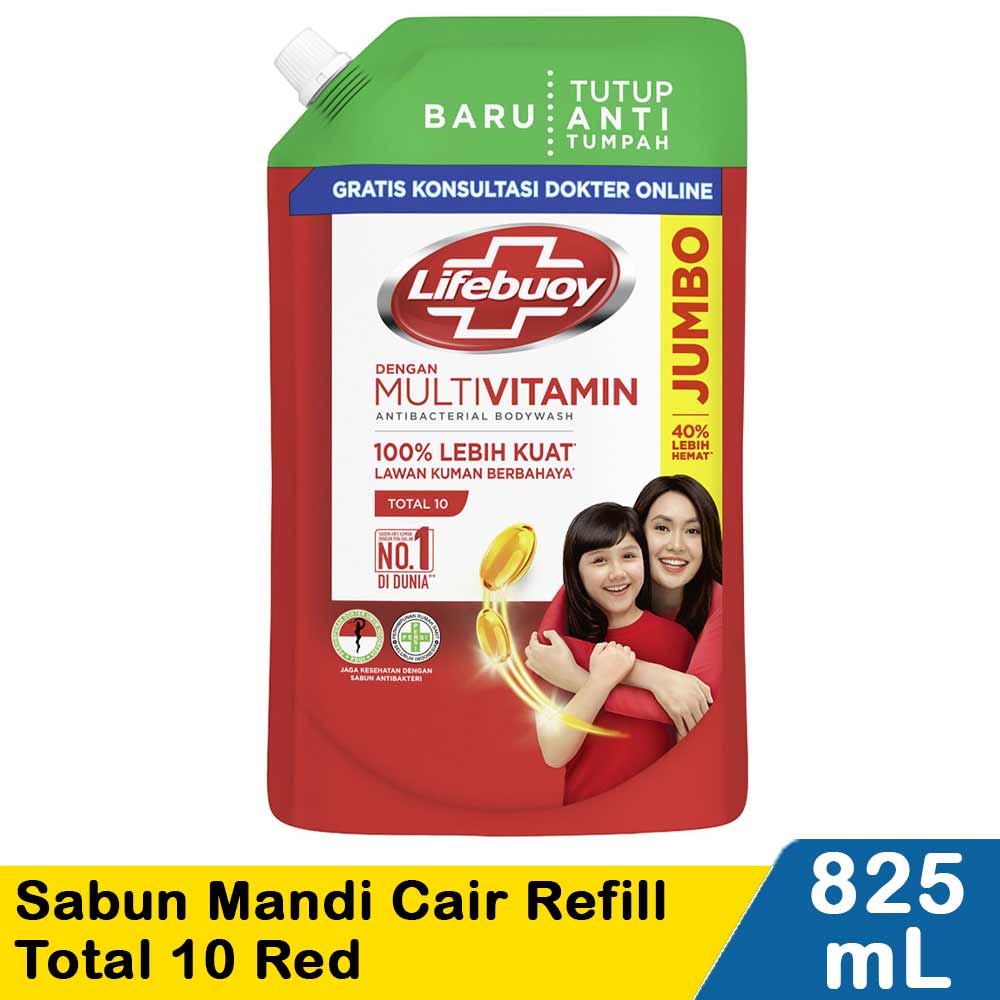 BARU
TUTUP
ANTI
TUMPAH
GRATIS KONSULTASI DOKTER ONLINE
Lifebuoy
DENGAN
MULTIVITAMIN
ANTIBACTERIAL BODYWASH
100% LEBIH KUAT*
LAWAN KUMAN BERBAHAYA*
TOTAL 10
JUMBO
40%
LEBIH
HEMAT*
NO.1
DI DUNIA**
PERSI
JAGA KESEHATAN DENGAN
SABUN ANTIBAKTERI
Sabun Mandi Cair Refill
Total 10 Red
825
mL